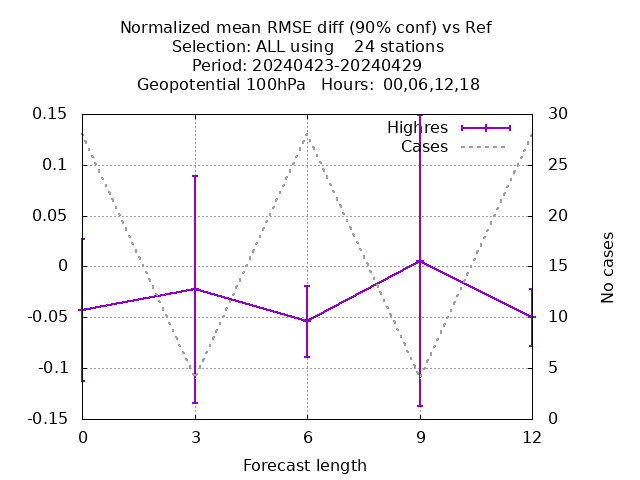 Normalized mean RMSE diff (90% conf) vs Ref
Selection: ALL using    24 stations
Period: 20240423-20240429
Geopotential 100hPa   Hours:  00,06,12,18
Highres
Cases
0.15
0.1
0.05
0
-0.05
-0.1
-0.15
30
25
20
15
10
5
0
No cases
0
3
6
9
12
Forecast length